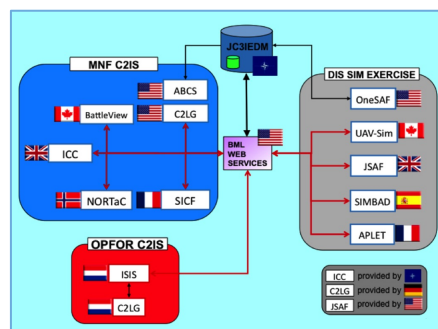 JC3IEDM
MNF C2IS
ABCS
BattleView
C2LG
ICC
NORTaC
SICF
BML
WEB
SERVICES
DIS SIM EXERCISE
OneSAF
UAV-Sim
JSAF
SIMBAD
APLET
OPFOR C2IS
ISIS
C2LG
ICC provided by
C2LG provided by
JSAF provided by